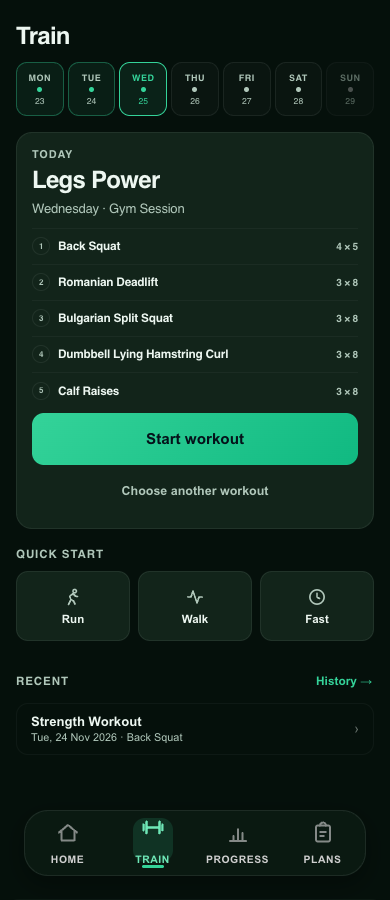 Train
MON TUE WED THU FRI SAT SUN
23 24 25 26 27 28 29
TODAY
Legs Power
Wednesday · Gym Session
1 Back Squat 4 × 5
2 Romanian Deadlift 3 × 8
3 Bulgarian Split Squat 3 × 8
4 Dumbbell Lying Hamstring Curl 3 × 8
5 Calf Raises 3 × 8
Start workout
Choose another workout
QUICK START
Run Walk Fast
RECENT History →
Strength Workout
Tue, 24 Nov 2026 · Back Squat
HOME TRAIN PROGRESS PLANS